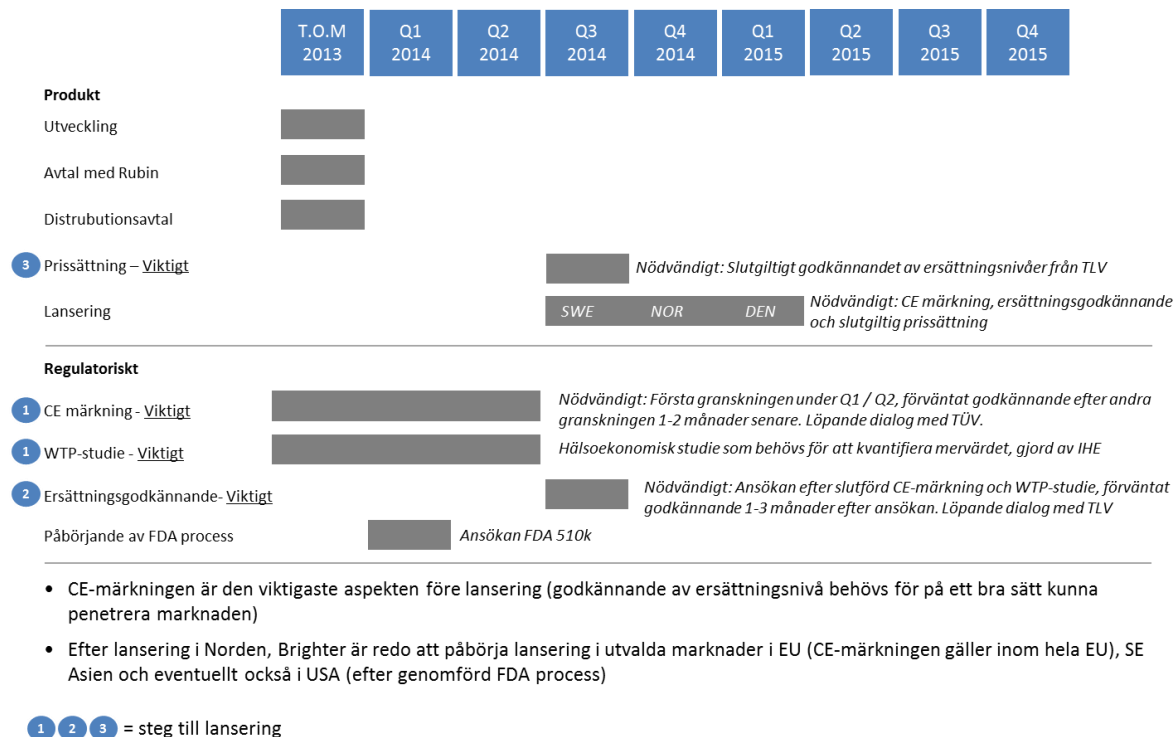 T.O.M 2013
Q1 2014
Q2 2014
Q3 2014
Q4 2014
Q1 2015
Q2 2015
Q3 2015
Q4 2015
Produkt
Utveckling
Avtal med Rubin
Distrubutionsavtal
3 Prissättning – Viktigt
Nödvändigt: Slutgiltigt godkännandet av ersättningsnivåer från TLV
Lansering
SWE NOR DEN
Nödvändigt: CE märkning, ersättningsgodkännande
och slutgiltig prissättning
Regulatoriskt
1 CE märkning - Viktigt
Nödvändigt: Första granskningen under Q1 / Q2, förväntat godkännande efter andra
granskningen 1-2 månader senare. Löpande dialog med TÜV.
1 WTP-studie - Viktigt
Hälsoekonomisk studie som behövs för att kvantifiera mervärdet, gjord av IHE
2 Ersättningsgodkännande- Viktigt
Nödvändigt: Ansökan efter slutförd CE-märkning och WTP-studie, förväntat
godkännande 1-3 månader efter ansökan. Löpande dialog med TLV
Påbörjande av FDA process
Ansökan FDA 510k
• CE-märkningen är den viktigaste aspekten före lansering (godkännande av ersättningsnivå behövs för på ett bra sätt kunna
penetrera marknaden)
• Efter lansering i Norden, Brighter är redo att påbörja lansering i utvalda marknader i EU (CE-märkningen gäller inom hela EU), SE
Asien och eventuellt också i USA (efter genomförd FDA process)
1 2 3 = steg till lansering